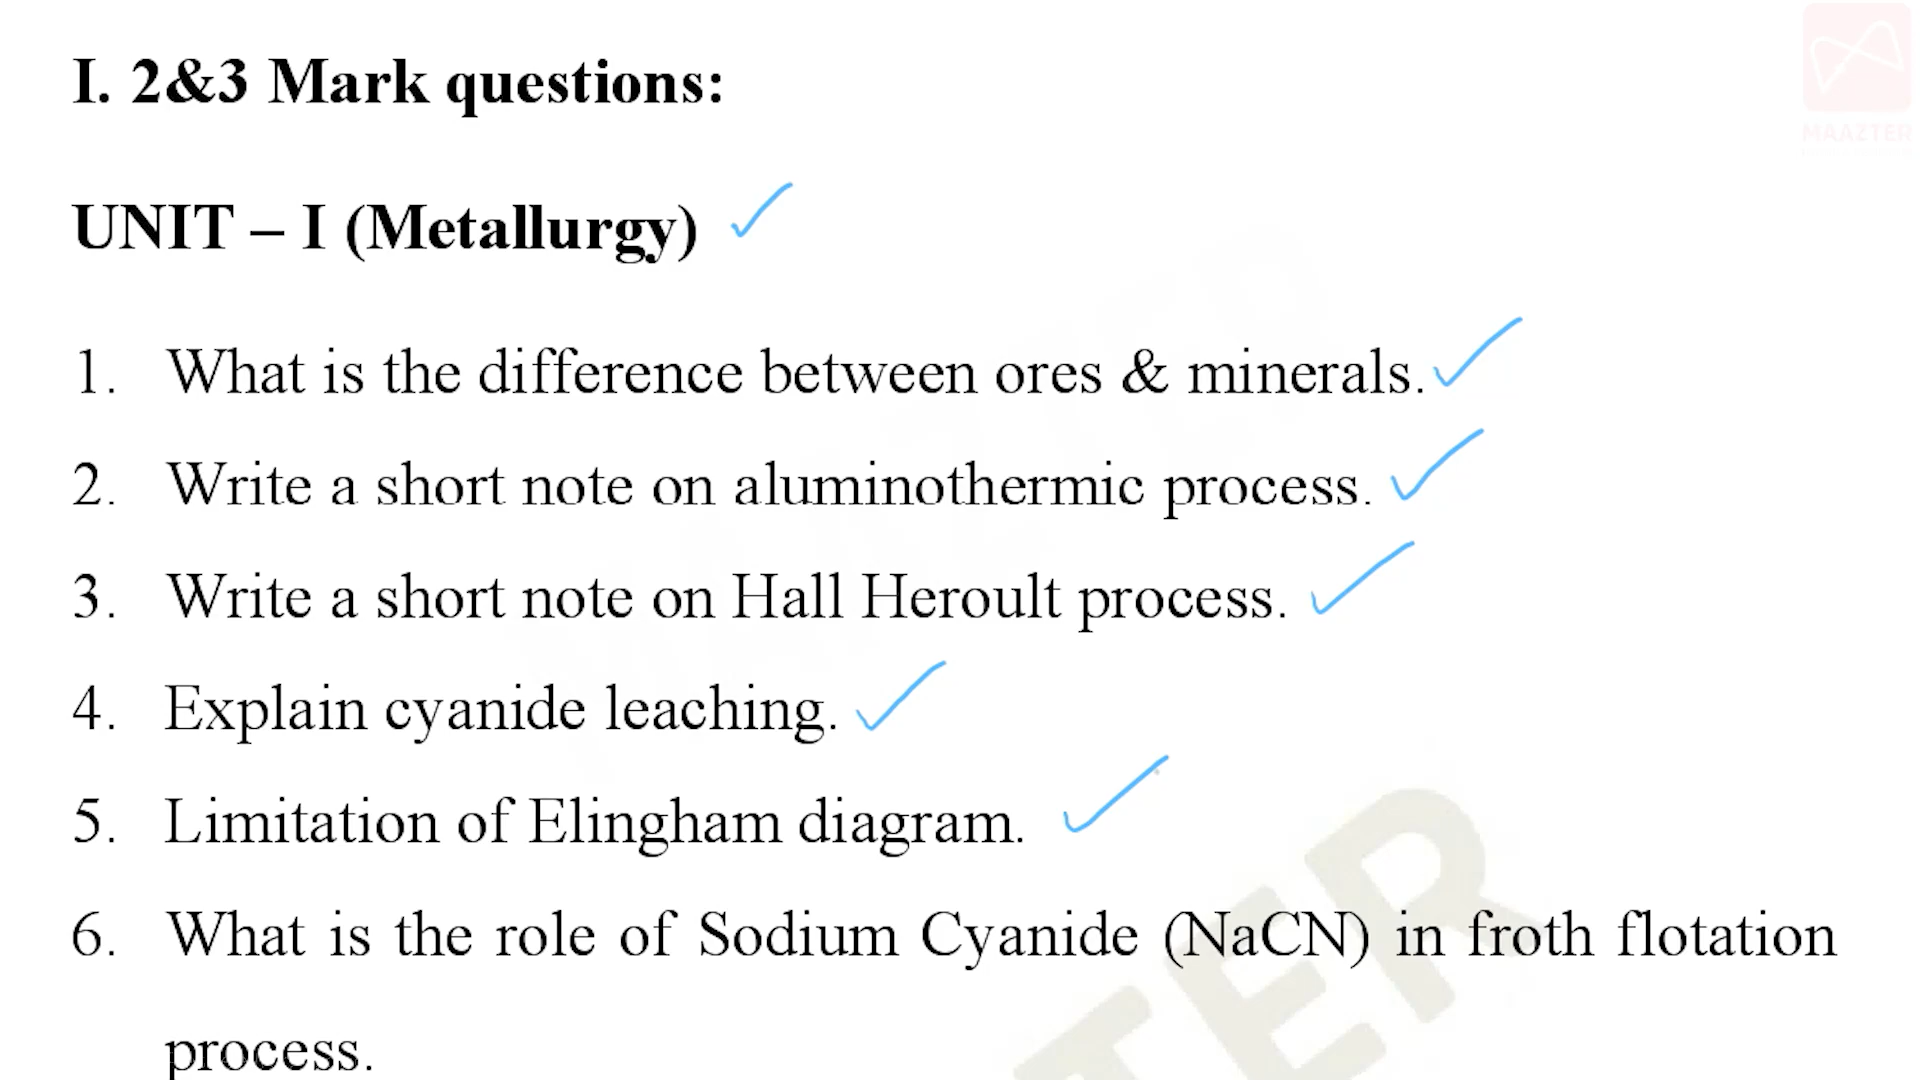 I. 2&3 Mark questions:
MAAZTER
UNIT – I (Metallurgy)
1. What is the difference between ores & minerals.
2. Write a short note on aluminothermic process.
3. Write a short note on Hall Heroult process.
4. Explain cyanide leaching.
5. Limitation of Elingham diagram.
6. What is the role of Sodium Cyanide (NaCN) in froth flotation
process.
TER